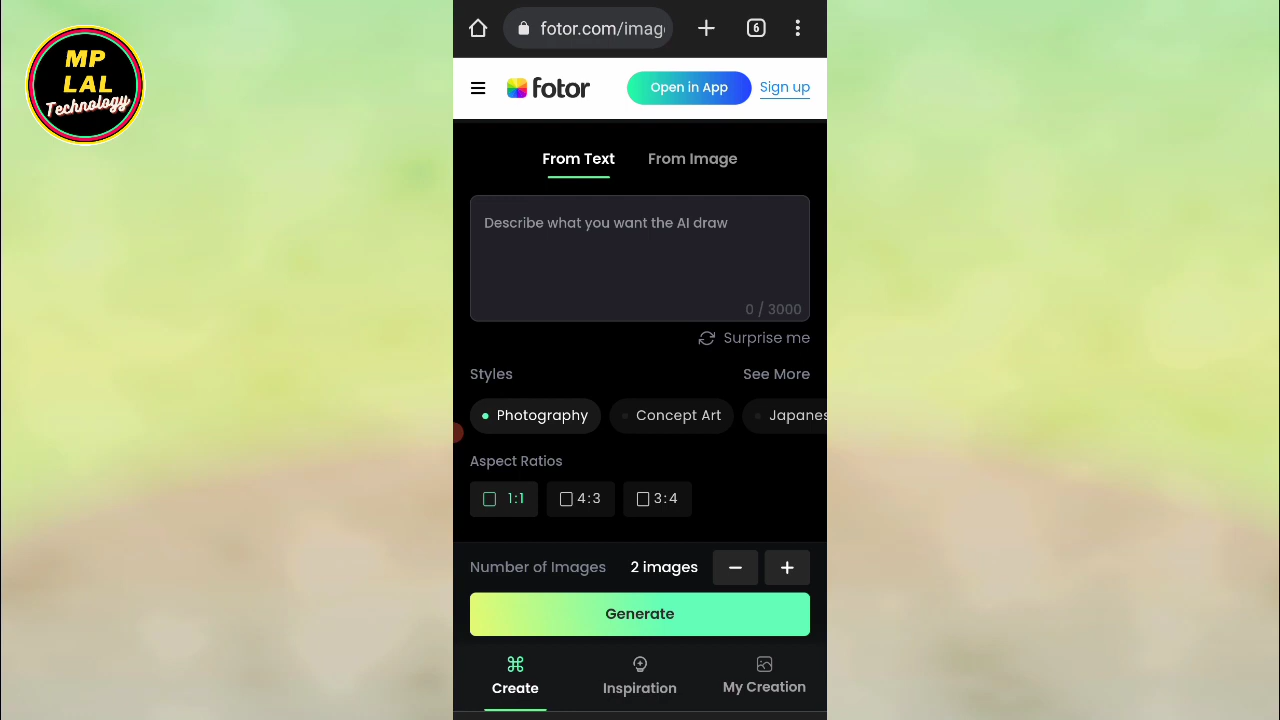 MP
LAL
Technology
fotor.com/imag
6
fotor
Open in App
Sign up
From Text
From Image
Describe what you want the AI draw
0 / 3000
Surprise me
Styles
See More
Photography
Concept Art
Japanes
Aspect Ratios
1:1
4:3
3:4
Number of Images
2 images
Generate
Create
Inspiration
My Creation